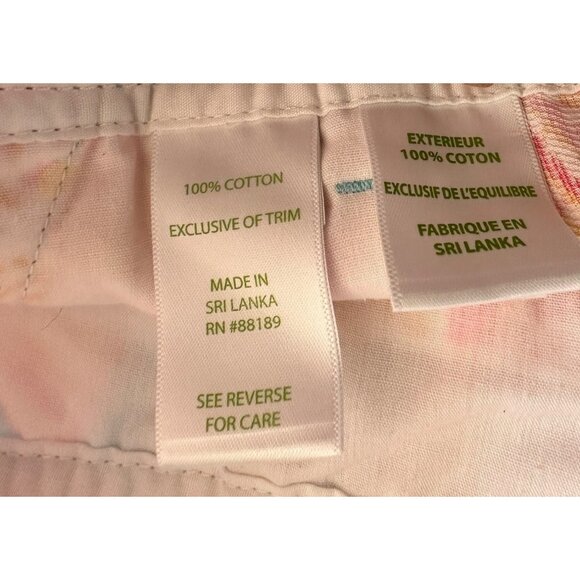 100% COTTON
EXCLUSIVE OF TRIM
MADE IN
SRI LANKA
RN #88189
SEE REVERSE
FOR CARE
EXTERIEUR
100% COTON
EXCLUSIF DE L'EQUILIBRE
FABRIQUE EN
SRI LANKA